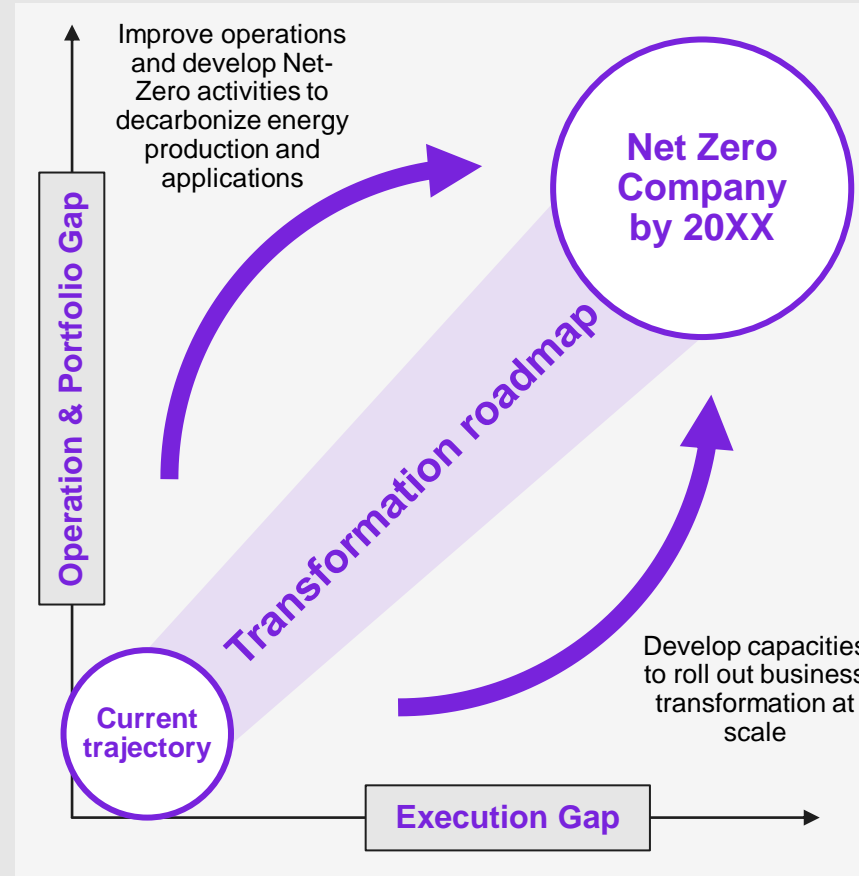 Improve operations
and develop Net-
Zero activities to
decarbonize energy
production and
applications
Net Zero
Company
by 20XX
Operation & Portfolio Gap
Transformation roadmap
Develop capacities
to roll out business
transformation at
scale
Current
trajectory
Execution Gap